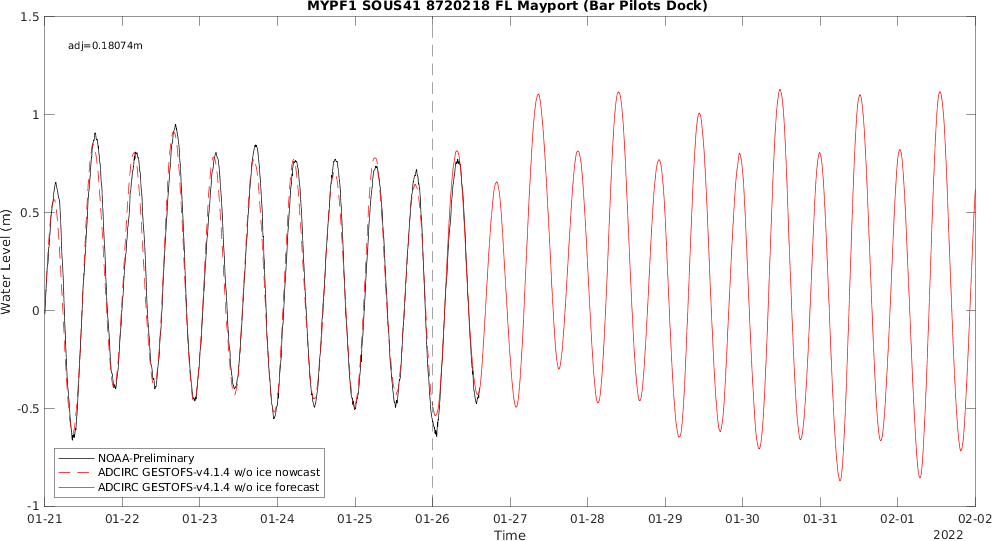 MYPF1 SOUS41 8720218 FL Mayport (Bar Pilots Dock)
adj=0.18074m
1.5
1
0.5
0
-0.5
-1
Water Level (m)
NOAA-Preliminary
ADCIRC GESTOFS-v4.1.4 w/o ice nowcast
ADCIRC GESTOFS-v4.1.4 w/o ice forecast
01-21 01-22 01-23 01-24 01-25 01-26 01-27 01-28 01-29 01-30 01-31 02-01 02-02
Time
2022